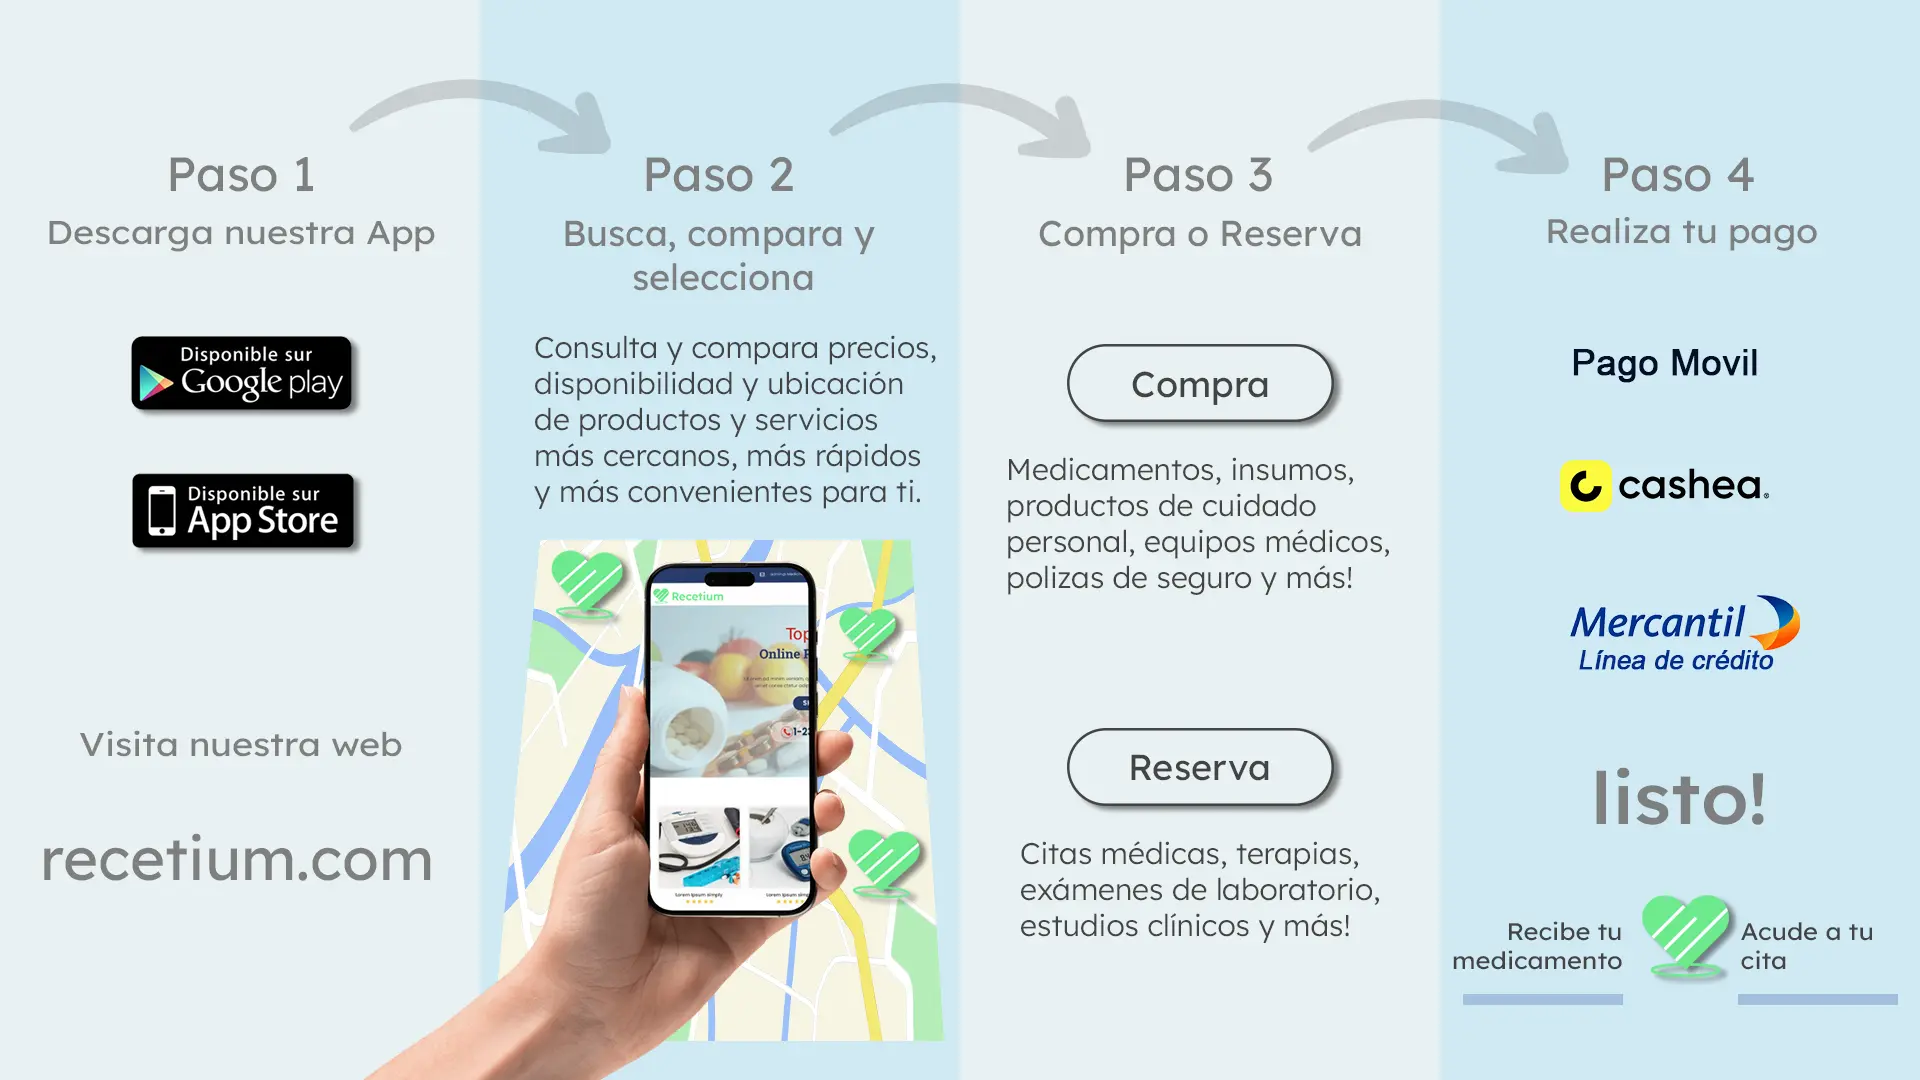 Paso 1
Descarga nuestra App
Disponible sur
Google play
Disponible sur
App Store
Visita nuestra web
recetium.com
Paso 2
Busca, compara y
selecciona
Consulta y compara precios,
disponibilidad y ubicación
de productos y servicios
más cercanos, más rápidos
y más convenientes para ti.
Recetium
Top
Online
Lorem Ipsum simply
Paso 3
Compra o Reserva
Compra
Medicamentos, insumos,
productos de cuidado
personal, equipos médicos,
polizas de seguro y más!
Reserva
Citas médicas, terapias,
exámenes de laboratorio,
estudios clínicos y más!
Paso 4
Realiza tu pago
Pago Movil
cashea®
Mercantil
Línea de crédito
listo!
Recibe tu
medicamento
Acude a tu
cita